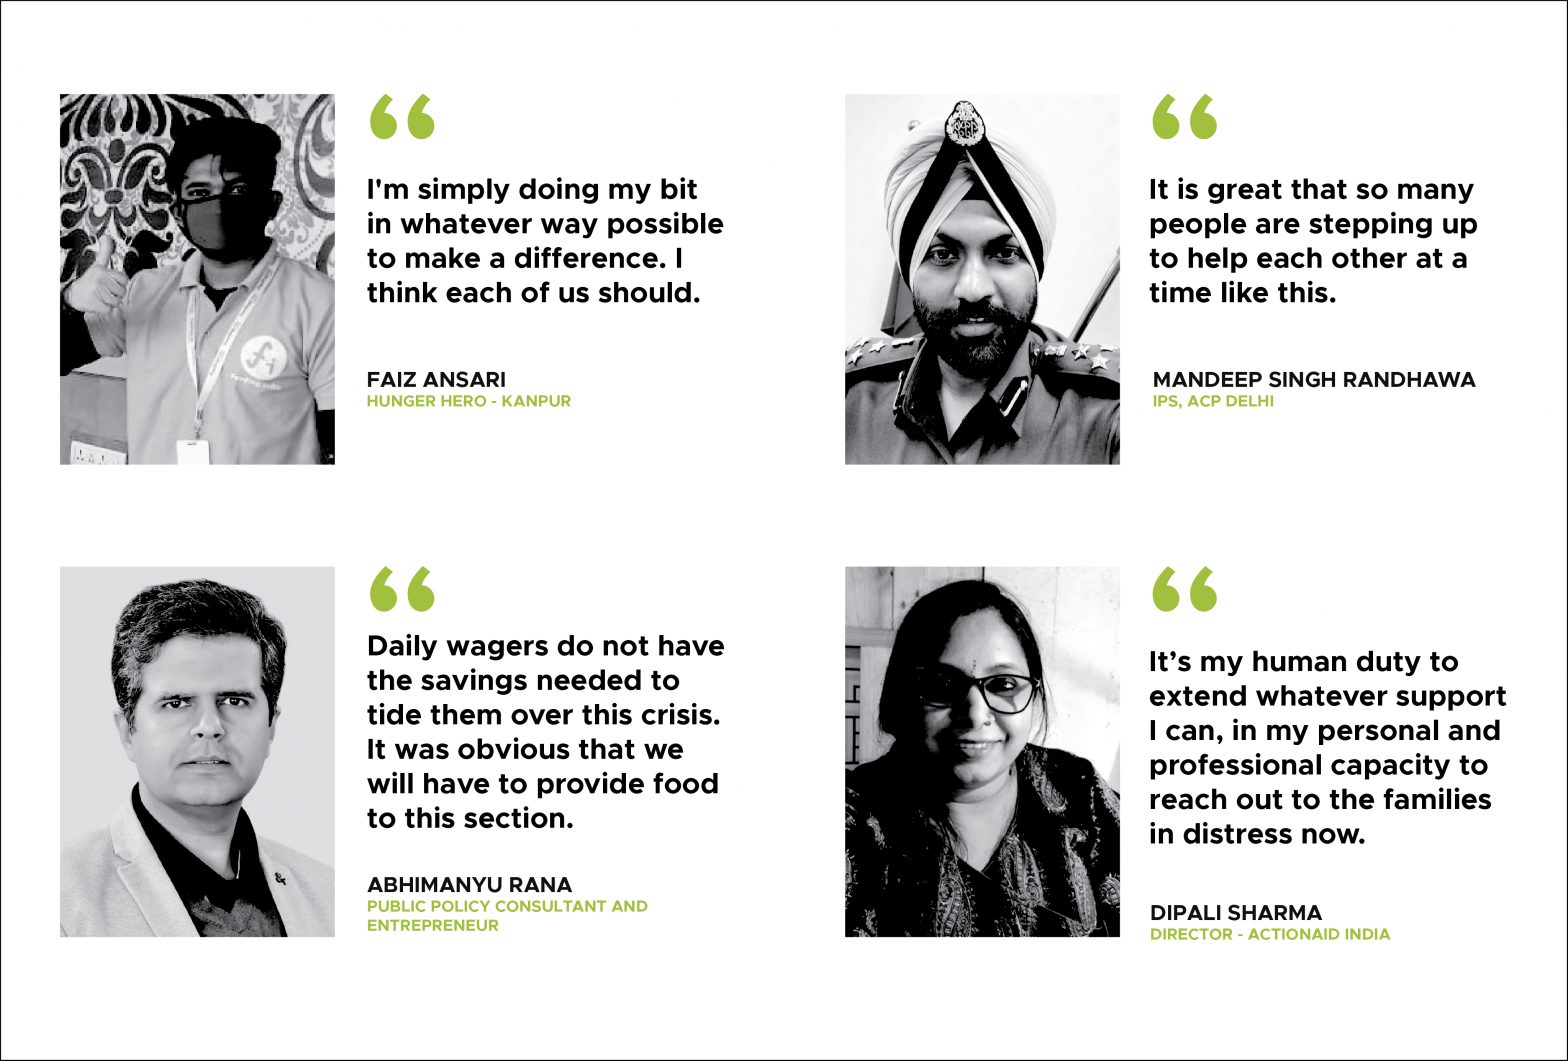 I'm simply doing my bit
in whatever way possible
to make a difference. I
think each of us should.
FAIZ ANSARI
HUNGER HERO - KANPUR
It is great that so many
people are stepping up
to help each other at a
time like this.
MANDEEP SINGH RANDHAWA
IPS, ACP DELHI
Daily wagers do not have
the savings needed to
tide them over this crisis.
It was obvious that we
will have to provide food
to this section.
ABHIMANYU RANA
PUBLIC POLICY CONSULTANT AND
ENTREPRENEUR
It’s my human duty to
extend whatever support
I can, in my personal and
professional capacity to
reach out to the families
in distress now.
DIPALI SHARMA
DIRECTOR - ACTIONAID INDIA